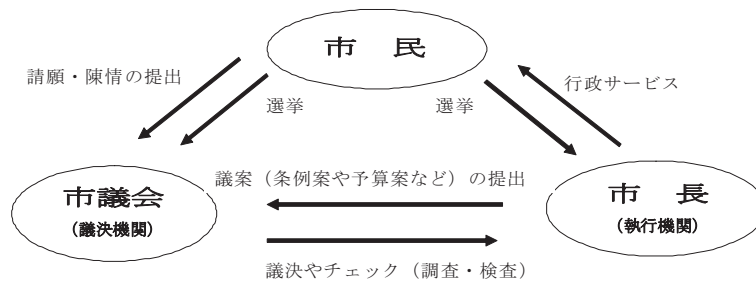 市　民
請願・陳情の提出
選挙
選挙
行政サービス
議案（条例案や予算案など）の提出
市議会
(議決機関)
市　長
(執行機関)
議決やチェック（調査・検査）